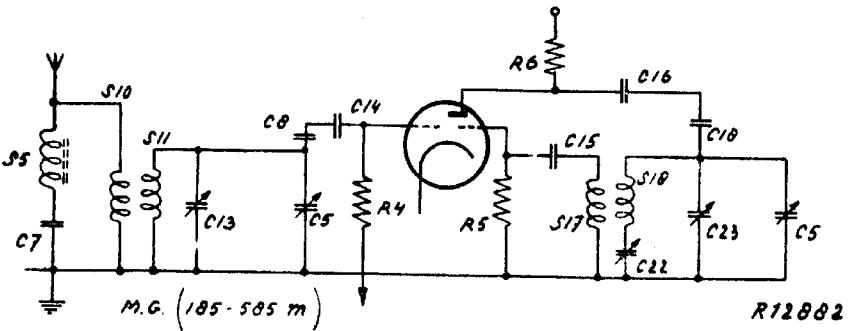 R6
C16
S10
S11
C8
C14
C18
S5
C15
S18
C7
C13
C5
R4
R5
S17
C22
C23
C5
M.G. (185-585 m)
R12882